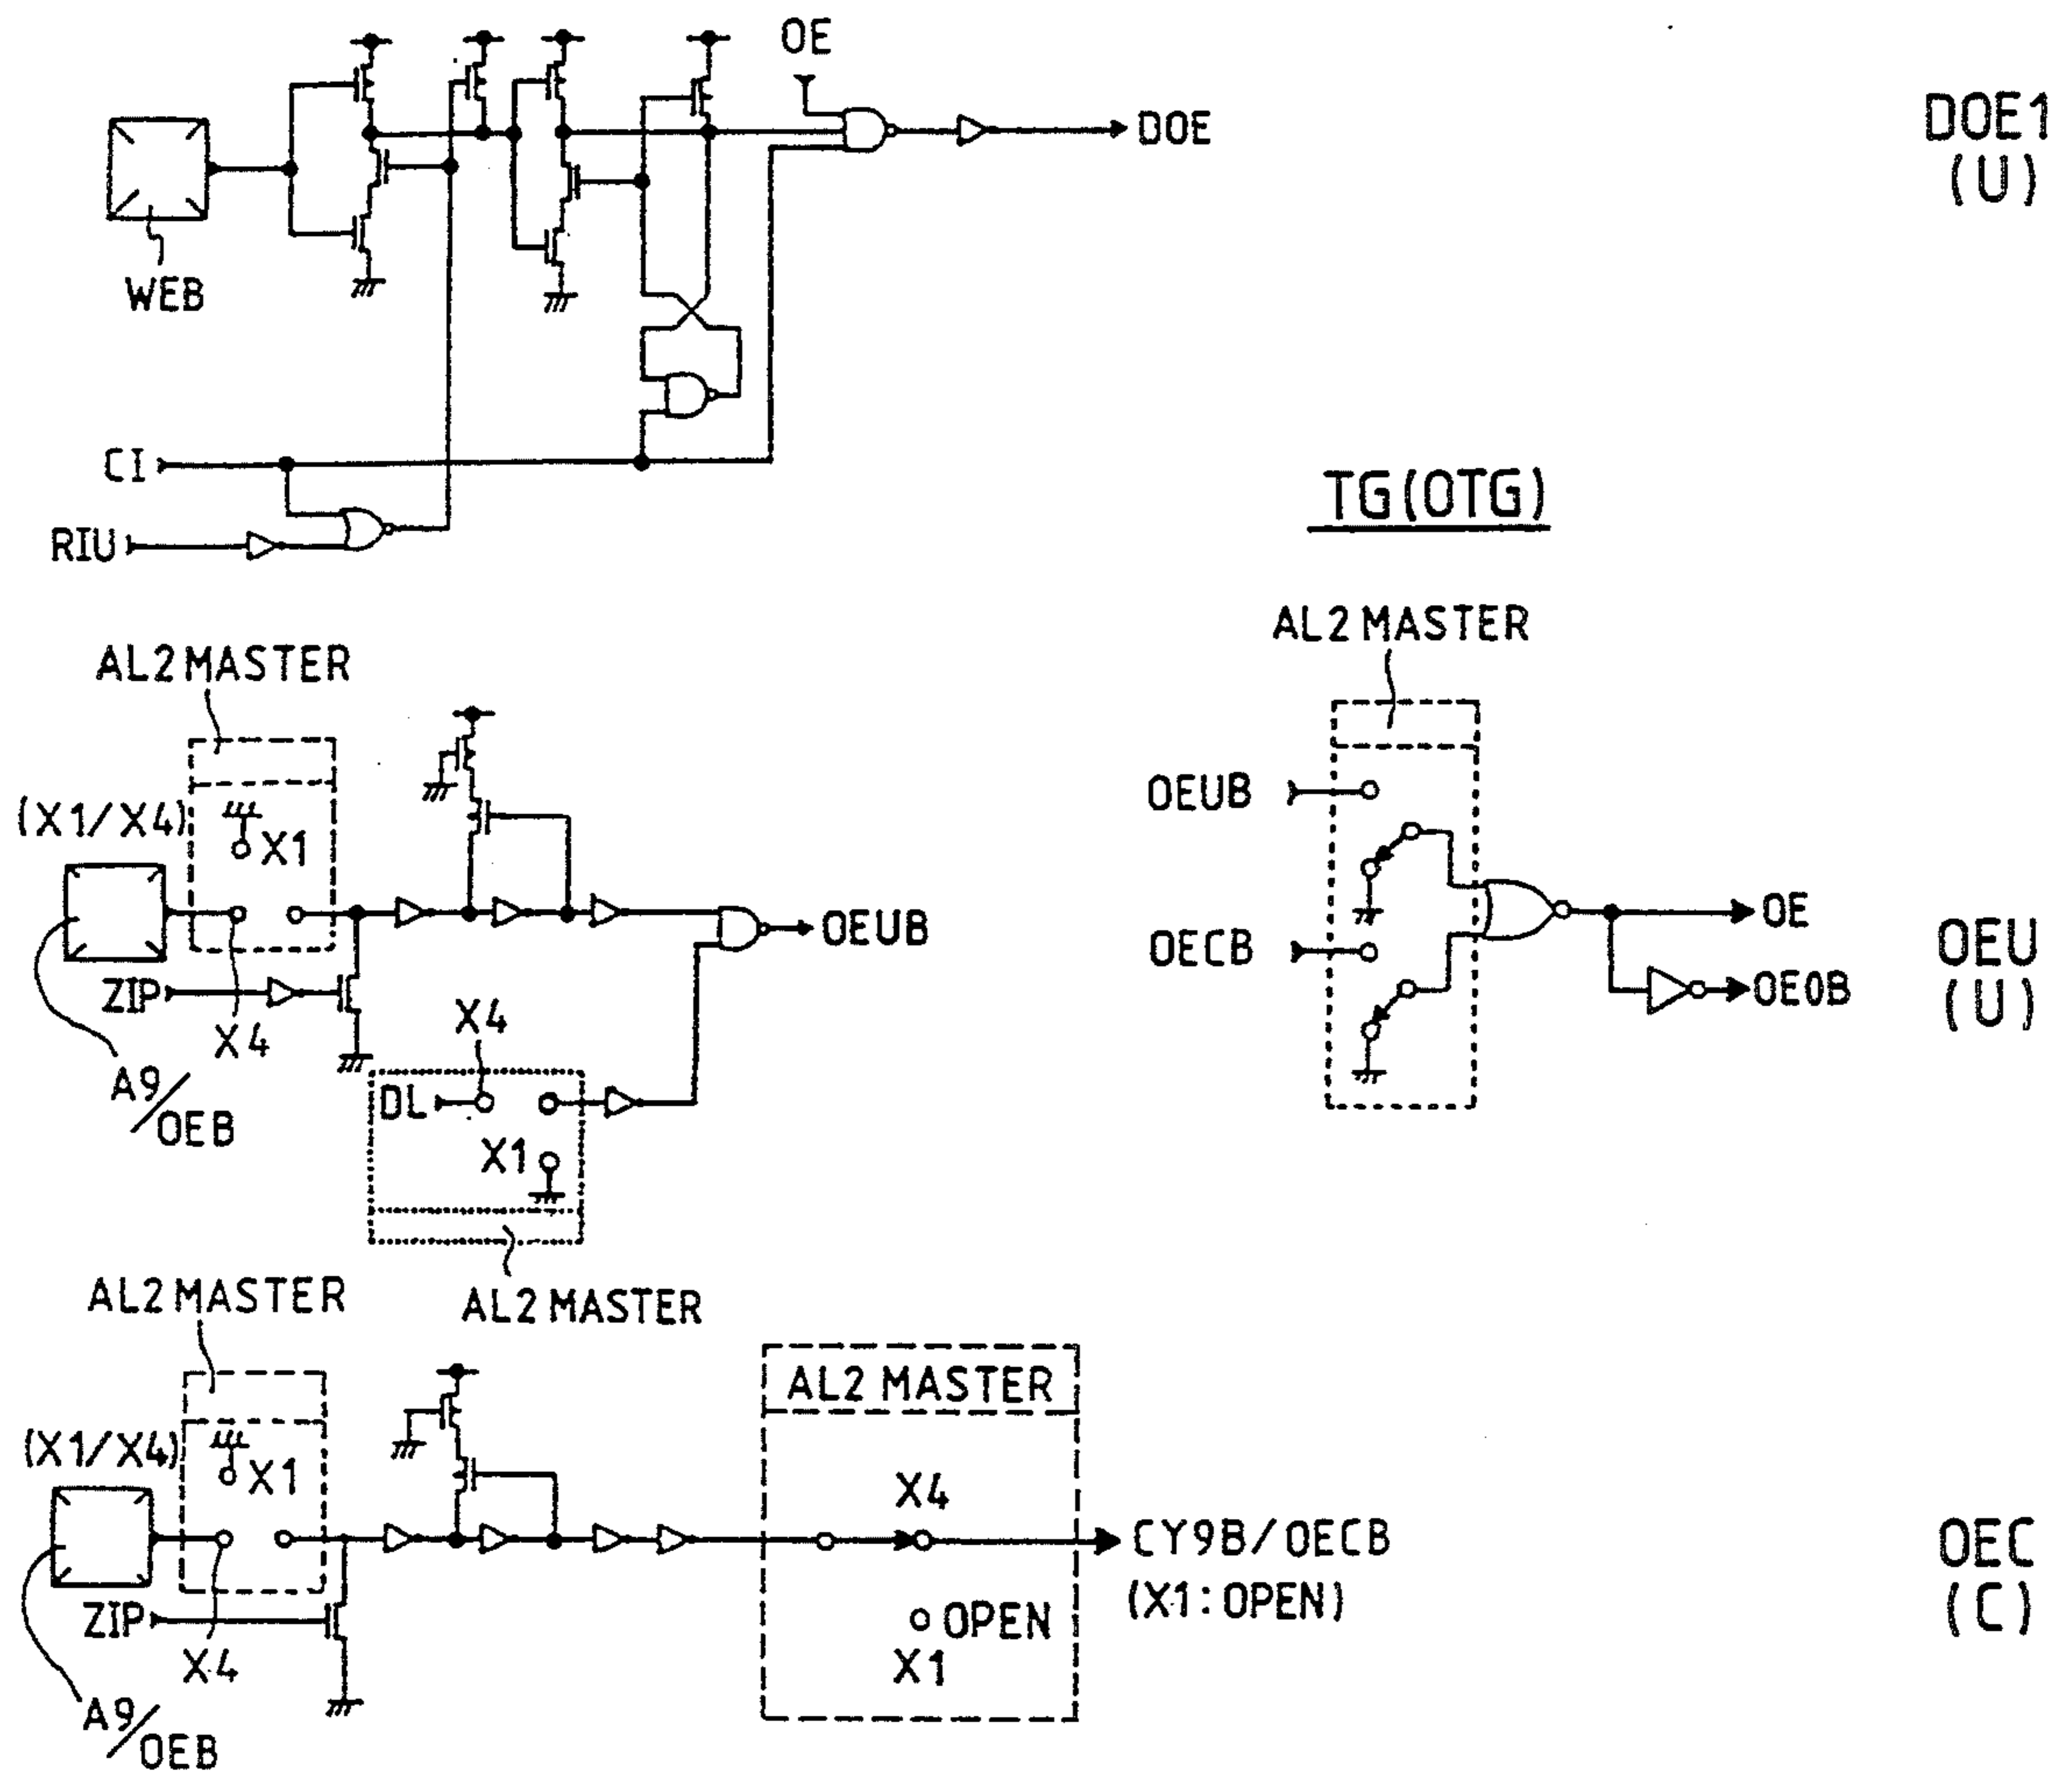 OE
DOE
DOE1
(U)
WEB
CI
RIU
TG(OTG)
AL2 MASTER
AL2 MASTER
(X1/X4)
X1
OEUB
OEUB
OECB
OE
OE0B
OEU
(U)
ZIP
X4
X4
A9/OEB
DL
X1
AL2 MASTER
AL2 MASTER
AL2 MASTER
(X1/X4)
X1
X4
CY9B/OECB
(X1:OPEN)
OEC
(C)
ZIP
OPEN
X4
X1
A9/OEB